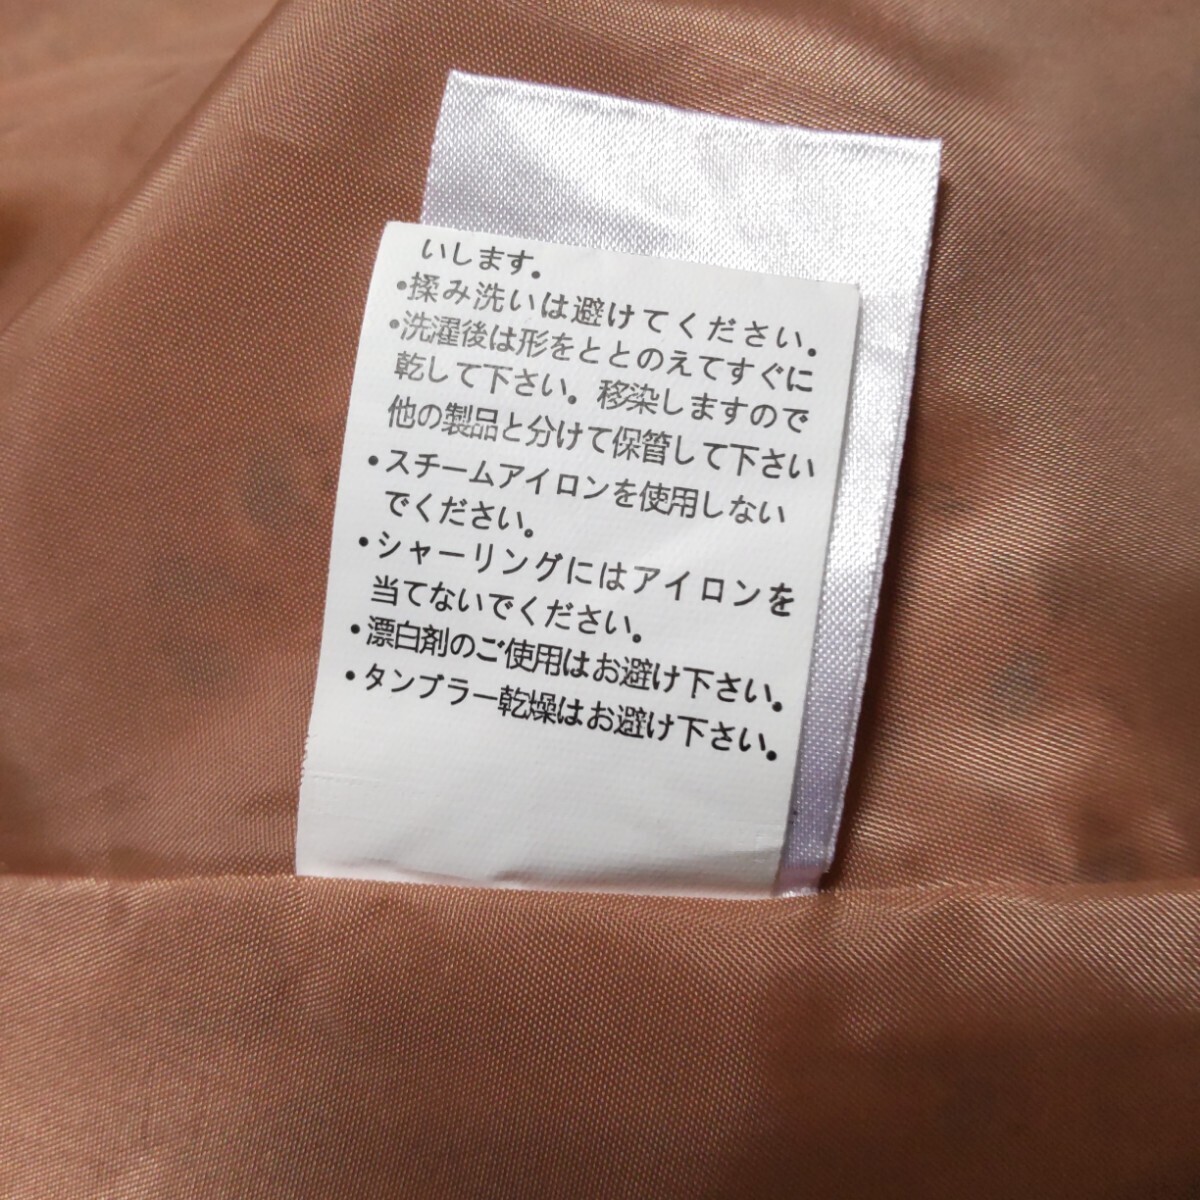 いします。
•揉み洗いは避けてください。
•洗濯後は形をととのえてすぐに
乾して下さい。移染しますので
他の製品と分けて保管して下さい
•スチームアイロンを使用しない
でください。
•シャーリングにはアイロンを
当てないでください。
•漂白剤のご使用はお避け下さい。
•タンブラー乾燥はお避け下さい。